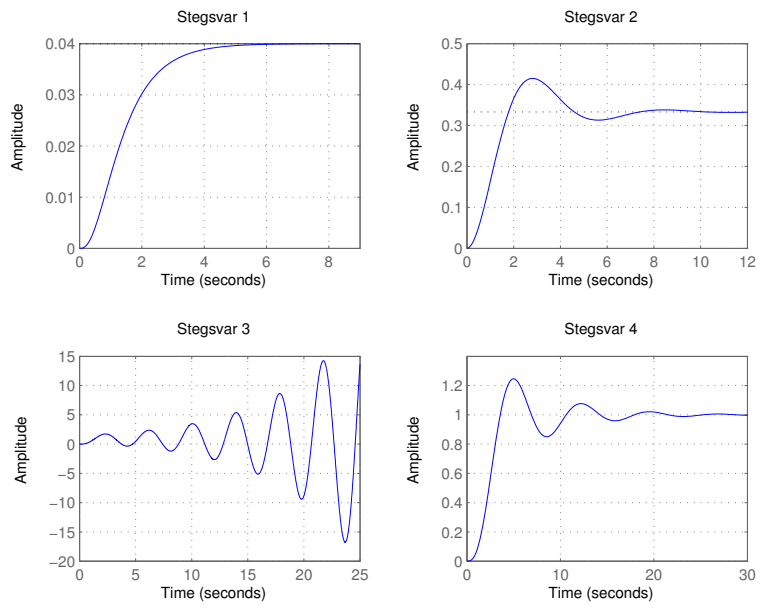 Stegsvar 1
0.04
0.03
0.02
0.01
0
Amplitude
0 2 4 6 8
Time (seconds)
Stegsvar 2
0.5
0.4
0.3
0.2
0.1
0
Amplitude
0 2 4 6 8 10 12
Time (seconds)
Stegsvar 3
15
10
5
0
−5
−10
−15
−20
Amplitude
0 5 10 15 20 25
Time (seconds)
Stegsvar 4
1.2
1
0.8
0.6
0.4
0.2
0
Amplitude
0 10 20 30
Time (seconds)